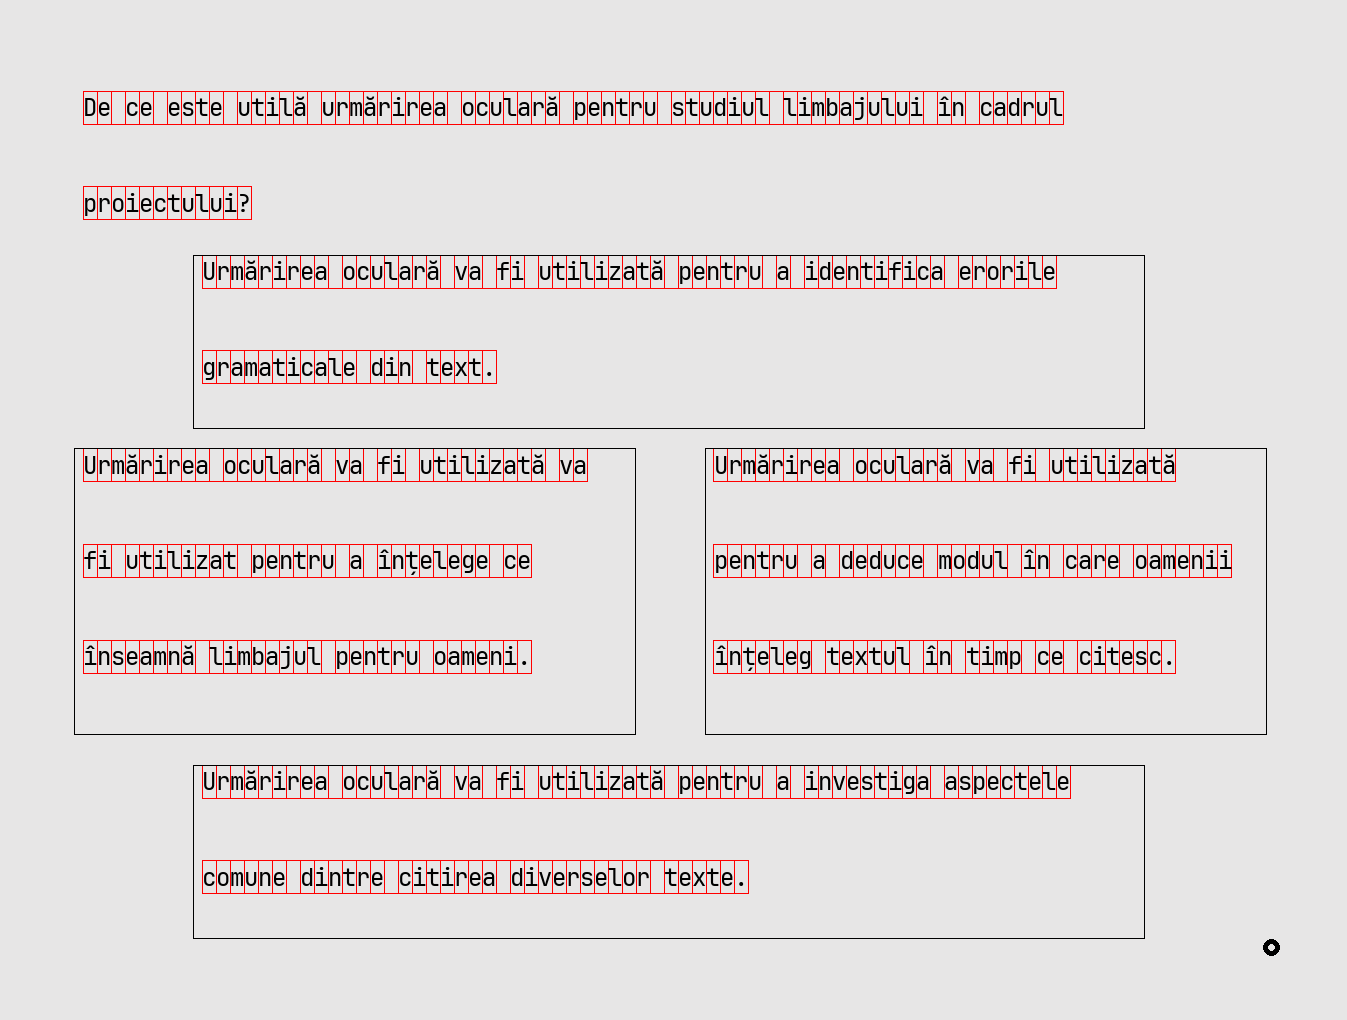 De ce este utilă urmărirea oculară pentru studiul limbajului în cadrul
proiectului?
Urmărirea oculară va fi utilizată pentru a identifica erorile
gramaticale din text.
Urmărirea oculară va fi utilizată va
fi utilizat pentru a înțelege ce
înseamnă limbajul pentru oameni.
Urmărirea oculară va fi utilizată
pentru a deduce modul în care oamenii
înțeleg textul în timp ce citesc.
Urmărirea oculară va fi utilizată pentru a investiga aspectele
comune dintre citirea diverselor texte.